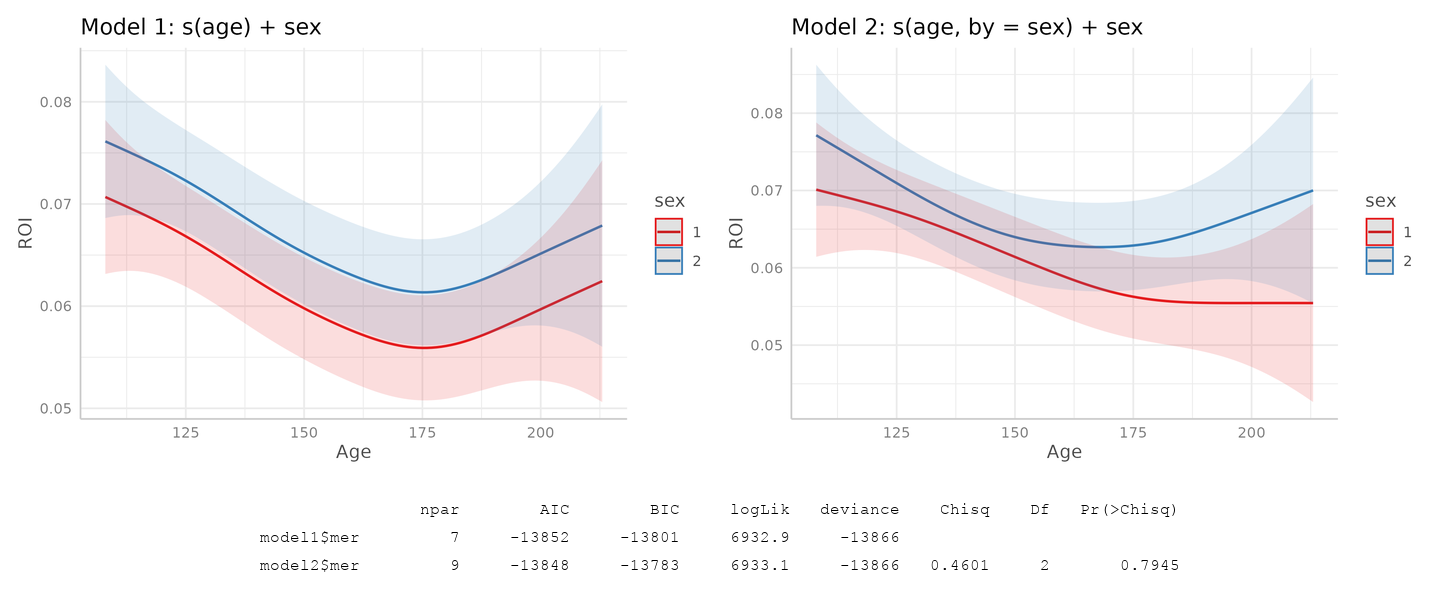 Model 1: s(age) + sex
0.08
0.07
0.06
0.05
ROI
125 150 175 200
Age
sex
1
2
Model 2: s(age, by = sex) + sex
0.08
0.07
0.06
0.05
ROI
125 150 175 200
Age
sex
1
2
npar AIC BIC logLik deviance Chisq Df Pr(>Chisq)
model1$mer 7 -13852 -13801 6932.9 -13866
model2$mer 9 -13848 -13783 6933.1 -13866 0.4601 2 0.7945